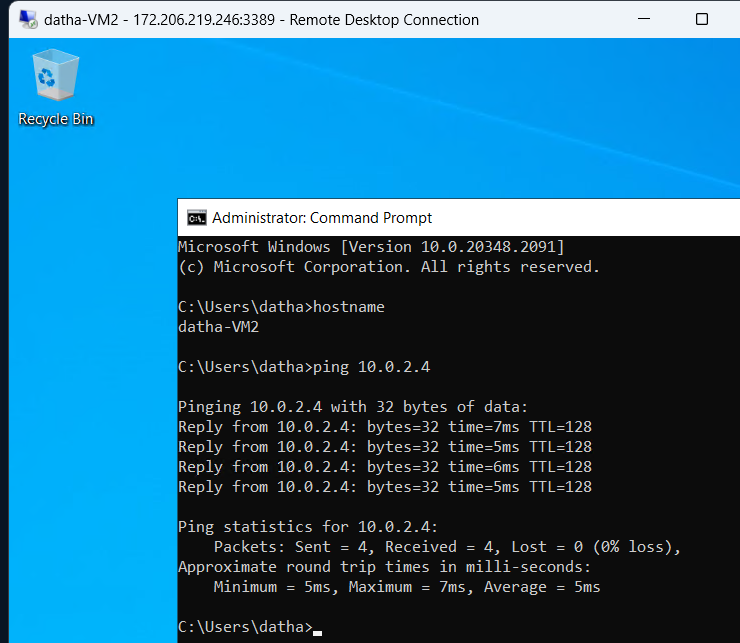 datha-VM2 - 172.206.219.246:3389 - Remote Desktop Connection
Recycle Bin
Administrator: Command Prompt
Microsoft Windows [Version 10.0.20348.2091]
(c) Microsoft Corporation. All rights reserved.
C:\Users\datha>hostname
datha-VM2
C:\Users\datha>ping 10.0.2.4
Pinging 10.0.2.4 with 32 bytes of data:
Reply from 10.0.2.4: bytes=32 time=7ms TTL=128
Reply from 10.0.2.4: bytes=32 time=5ms TTL=128
Reply from 10.0.2.4: bytes=32 time=6ms TTL=128
Reply from 10.0.2.4: bytes=32 time=5ms TTL=128
Ping statistics for 10.0.2.4:
    Packets: Sent = 4, Received = 4, Lost = 0 (0% loss),
Approximate round trip times in milli-seconds:
    Minimum = 5ms, Maximum = 7ms, Average = 5ms
C:\Users\datha>